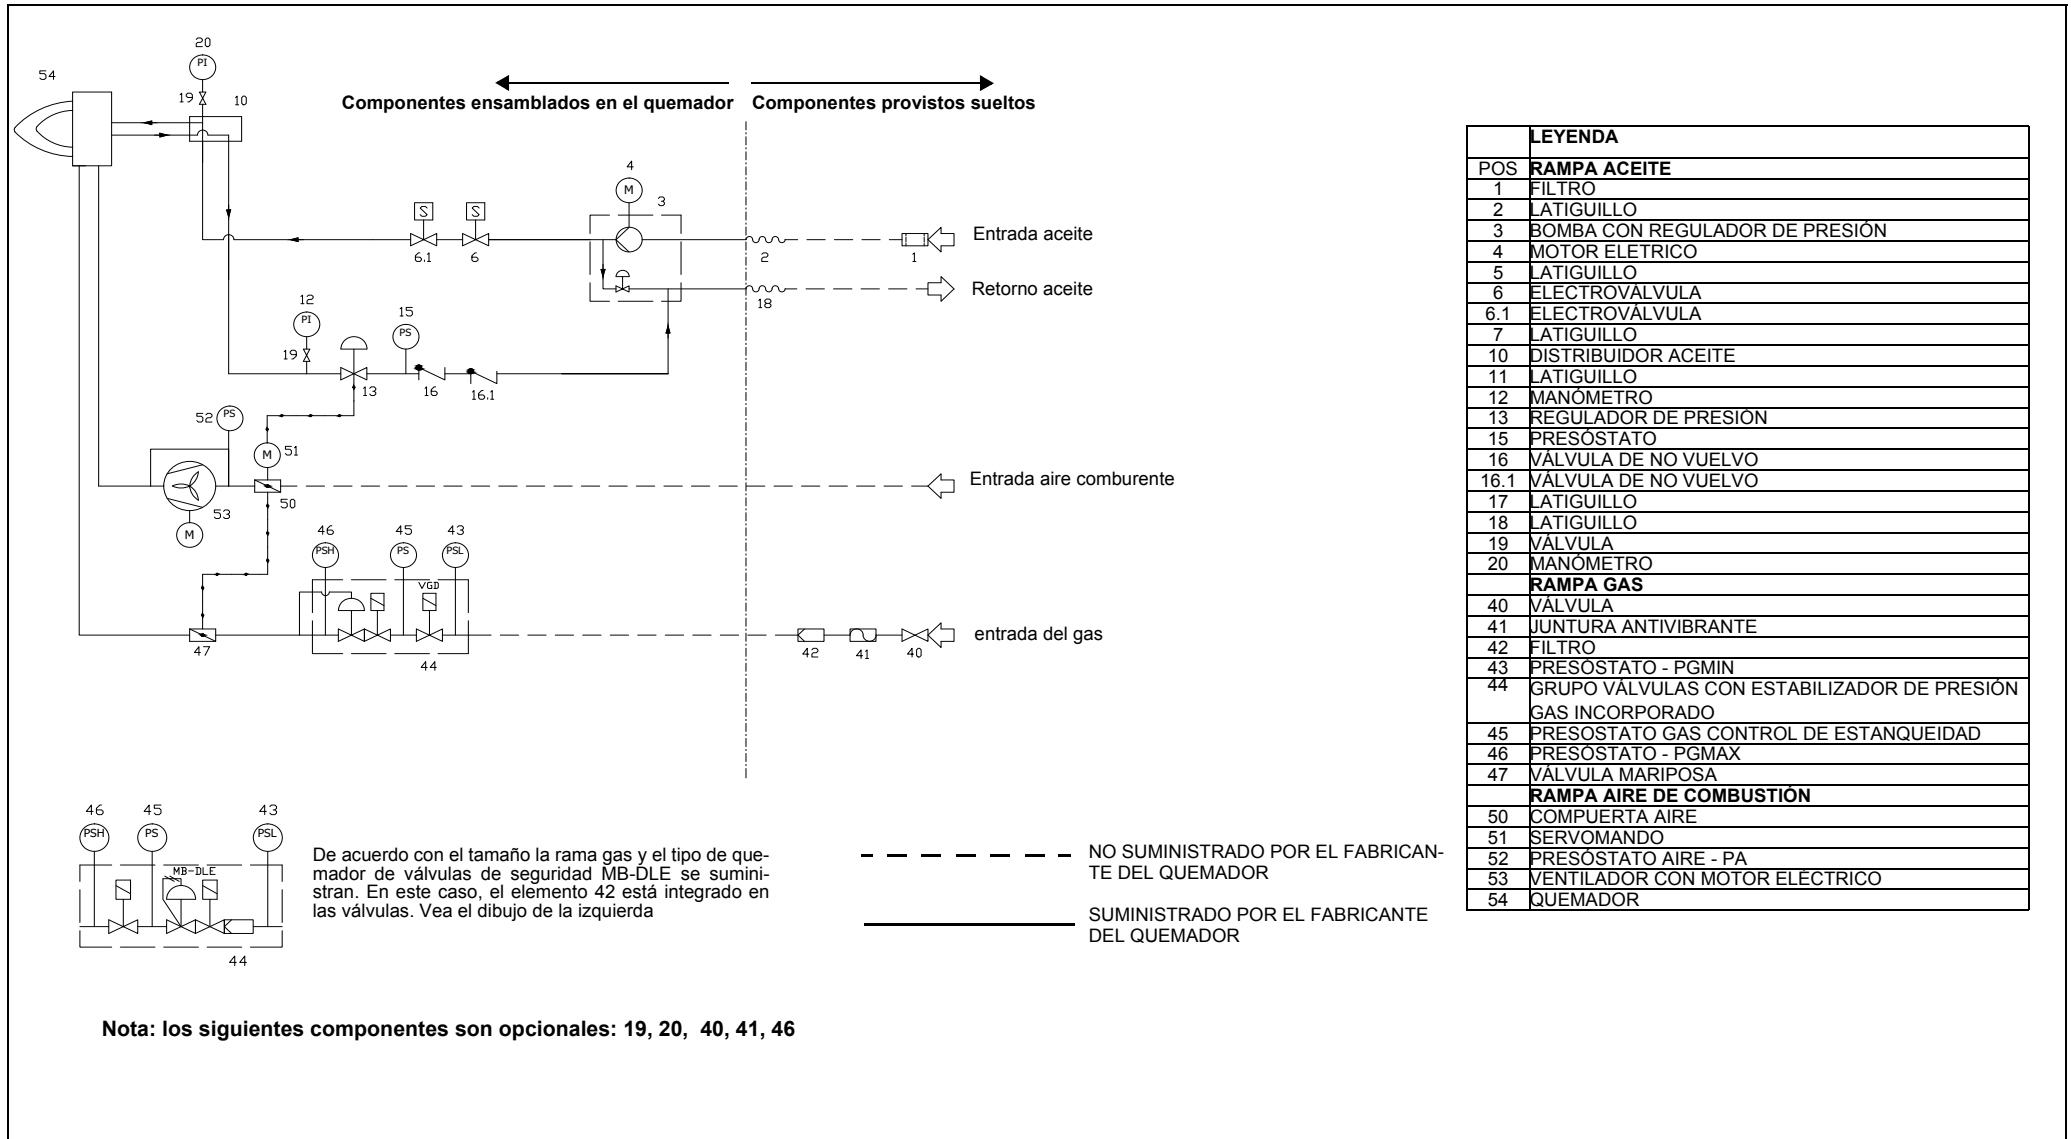 20
PI
54
19
10
Componentes ensamblados en el quemador
Componentes provistos sueltos
4
M
3
S
S
6.1
6
2
1
Entrada aceite
18
Retorno aceite
12
PI
19
15
PS
13
16
16.1
52
PS
M
51
53
50
M
Entrada aire comburente
46
45
43
PSH
PS
PSL
VGD
47
44
42
41
40
entrada del gas
46
45
43
PSH
PS
PSL
MB-DLE
44
De acuerdo con el tamaño la rama gas y el tipo de que-
mador de válvulas de seguridad MB-DLE se sumini-
stran. En este caso, el elemento 42 está integrado en
las válvulas. Vea el dibujo de la izquierda
NO SUMINISTRADO POR EL FABRICAN-
TE DEL QUEMADOR
SUMINISTRADO POR EL FABRICANTE
DEL QUEMADOR
Nota: los siguientes componentes son opcionales: 19, 20, 40, 41, 46
LEYENDA
POS RAMPA ACEITE
1 FILTRO
2 LATIGUILLO
3 BOMBA CON REGULADOR DE PRESIÓN
4 MOTOR ELETRICO
5 LATIGUILLO
6 ELECTROVÁLVULA
6.1 ELECTROVÁLVULA
7 LATIGUILLO
10 DISTRIBUIDOR ACEITE
11 LATIGUILLO
12 MANÓMETRO
13 REGULADOR DE PRESIÓN
15 PRESÓSTATO
16 VÁLVULA DE NO VUELVO
16.1 VÁLVULA DE NO VUELVO
17 LATIGUILLO
18 LATIGUILLO
19 VÁLVULA
20 MANÓMETRO
RAMPA GAS
40 VÁLVULA
41 JUNTURA ANTIVIBRANTE
42 FILTRO
43 PRESÓSTATO - PGMIN
44 GRUPO VÁLVULAS CON ESTABILIZADOR DE PRESIÓN
GAS INCORPORADO
45 PRESOSTATO GAS CONTROL DE ESTANQUEIDAD
46 PRESÓSTATO - PGMAX
47 VÁLVULA MARIPOSA
RAMPA AIRE DE COMBUSTIÓN
50 COMPUERTA AIRE
51 SERVOMANDO
52 PRESÓSTATO AIRE - PA
53 VENTILADOR CON MOTOR ELÉCTRICO
54 QUEMADOR